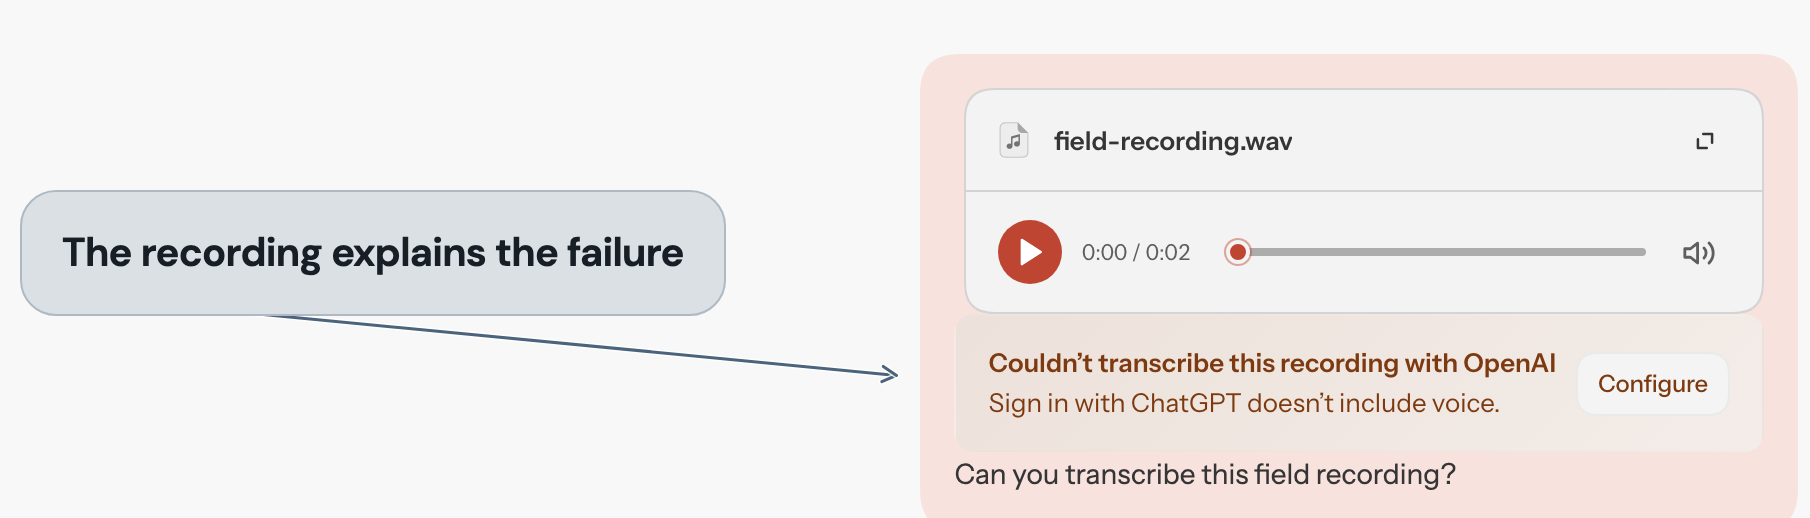 The recording explains the failure
field-recording.wav
0:00 / 0:02
Couldn’t transcribe this recording with OpenAI
Sign in with ChatGPT doesn’t include voice.
Configure
Can you transcribe this field recording?